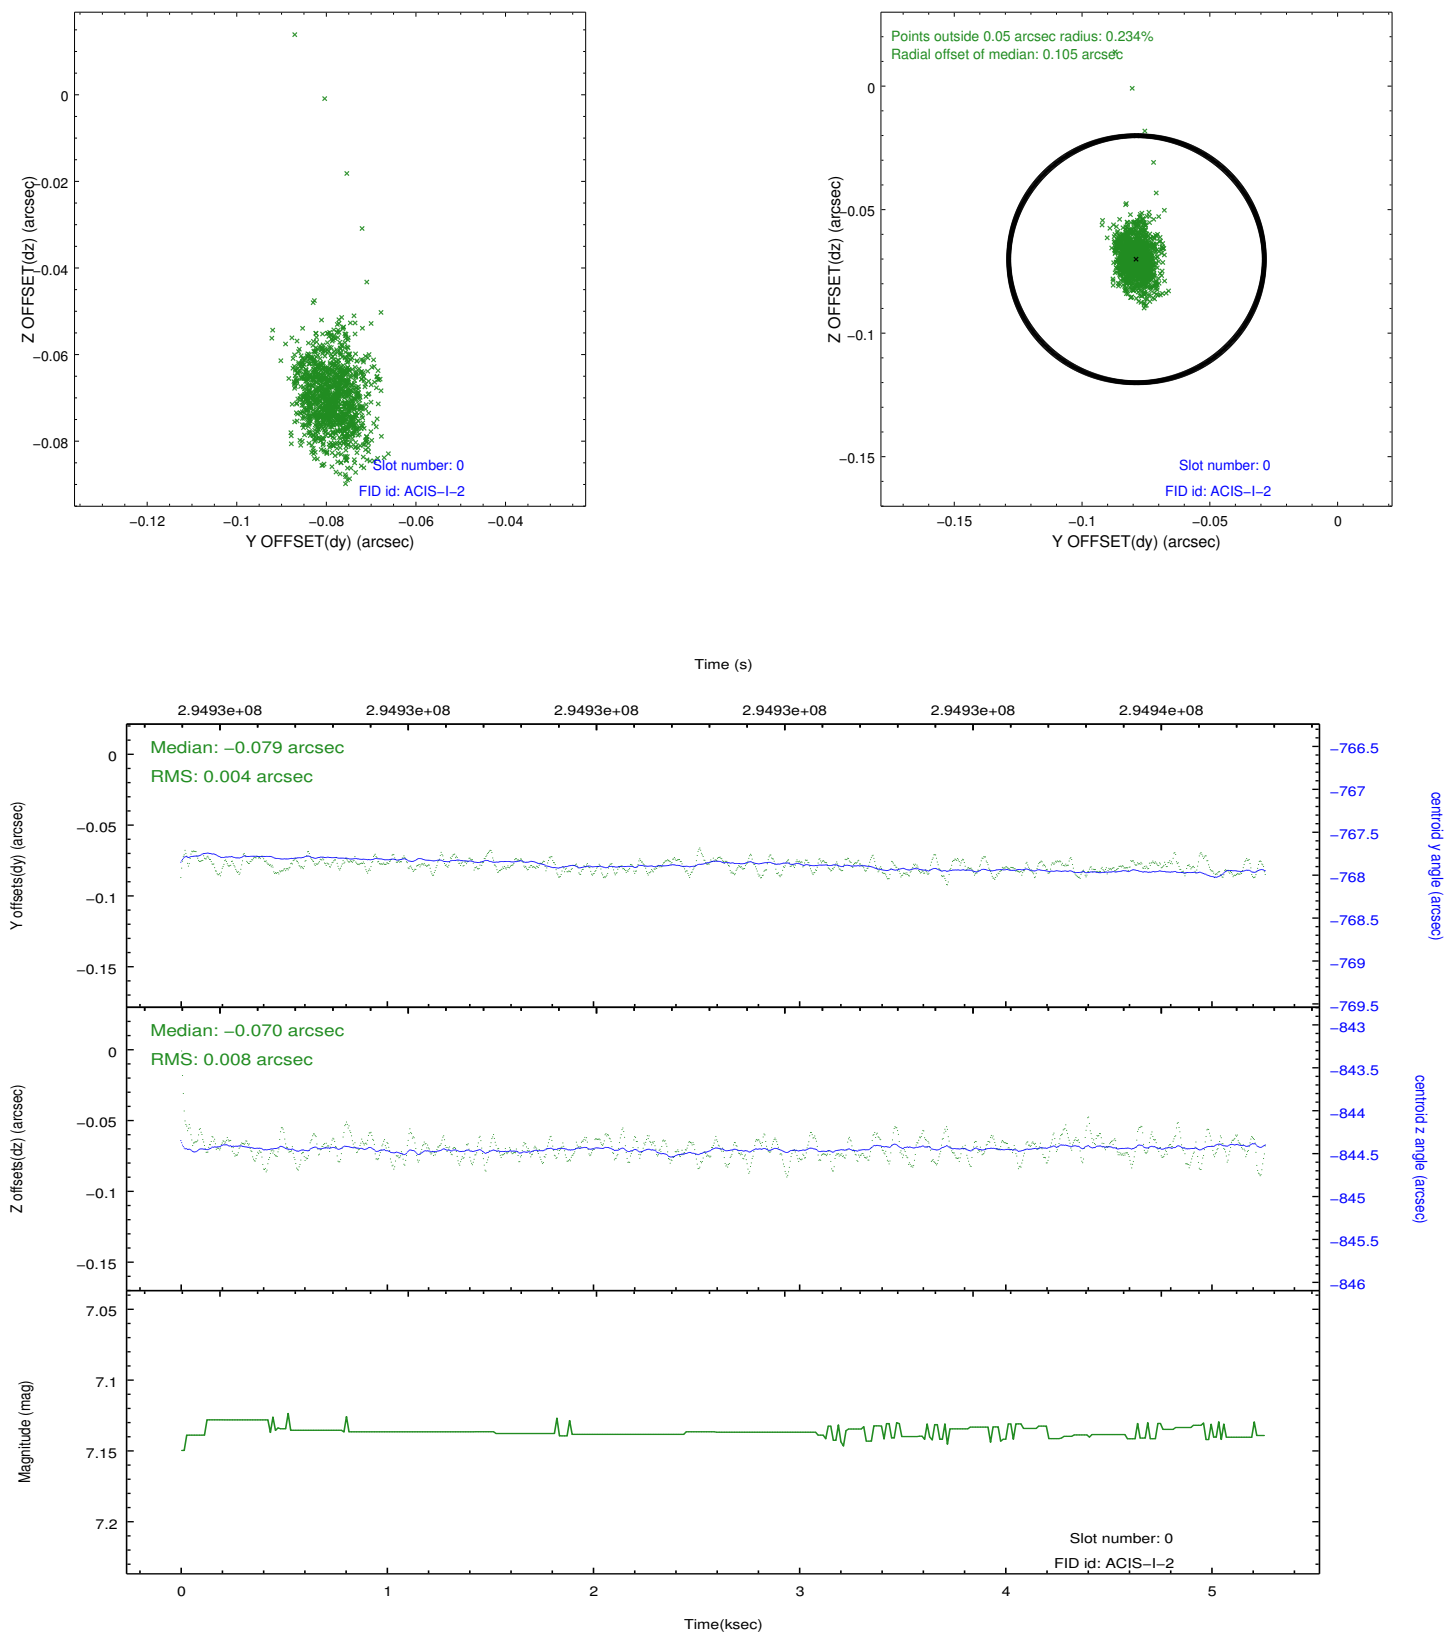 0
−0.02
−0.04
−0.06
−0.08
Z OFFSET(dz) (arcsec)
Slot number: 0
FID id: ACIS−I−2
−0.12
−0.1
−0.08
−0.06
−0.04
Y OFFSET(dy) (arcsec)
Points outside 0.05 arcsec radius: 0.234%
Radial offset of median: 0.105 arcsec
0
−0.05
−0.1
−0.15
Z OFFSET(dz) (arcsec)
Slot number: 0
FID id: ACIS−I−2
−0.15
−0.1
−0.05
0
Y OFFSET(dy) (arcsec)
Time (s)
2.9493e+08
2.9493e+08
2.9493e+08
2.9493e+08
2.9493e+08
2.9494e+08
Median: −0.079 arcsec
RMS: 0.004 arcsec
0
−0.05
−0.1
−0.15
Y offsets(dy) (arcsec)
−766.5
−767
−767.5
−768
−768.5
−769
−769.5
centroid y angle (arcsec)
Median: −0.070 arcsec
RMS: 0.008 arcsec
0
−0.05
−0.1
−0.15
Z offsets(dz) (arcsec)
−843
−843.5
−844
−844.5
−845
−845.5
−846
centroid z angle (arcsec)
7.05
7.1
7.15
7.2
Magnitude (mag)
Slot number: 0
FID id: ACIS−I−2
0
1
2
3
4
5
Time(ksec)